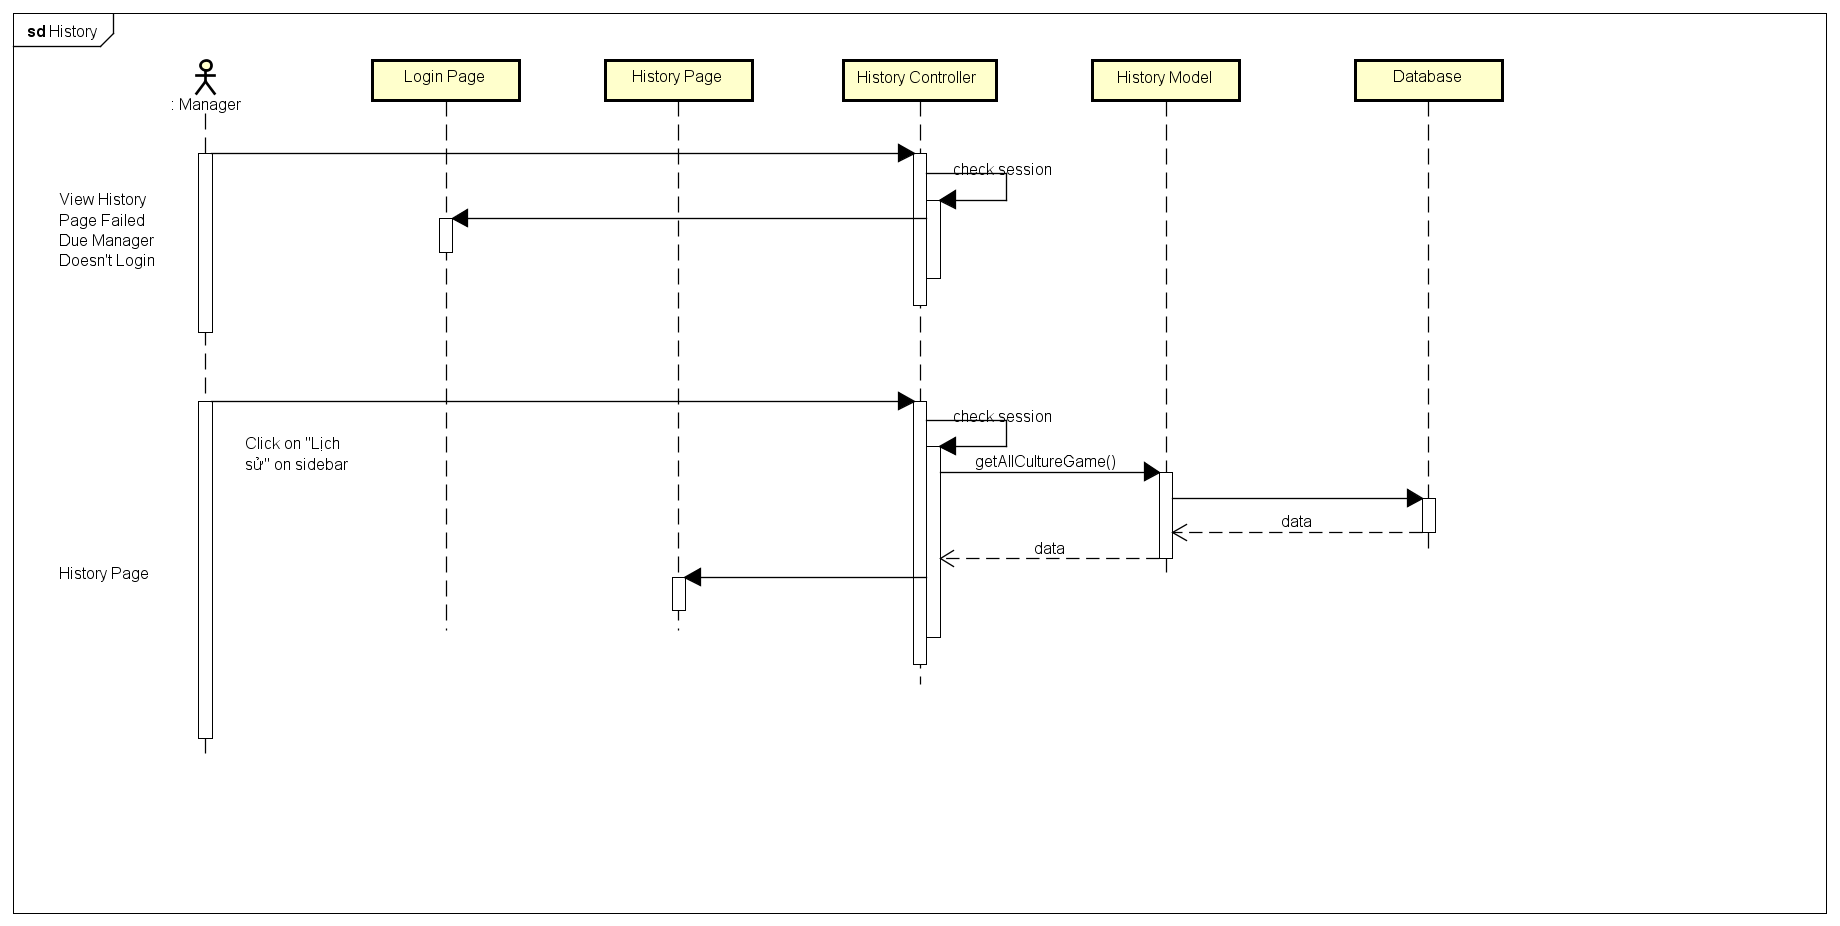 sd History
: Manager
Login Page
History Page
History Controller
History Model
Database
check session
View History
Page Failed
Due Manager
Doesn't Login
check session
Click on "Lịch
sử" on sidebar
getAllCultureGame()
data
data
History Page